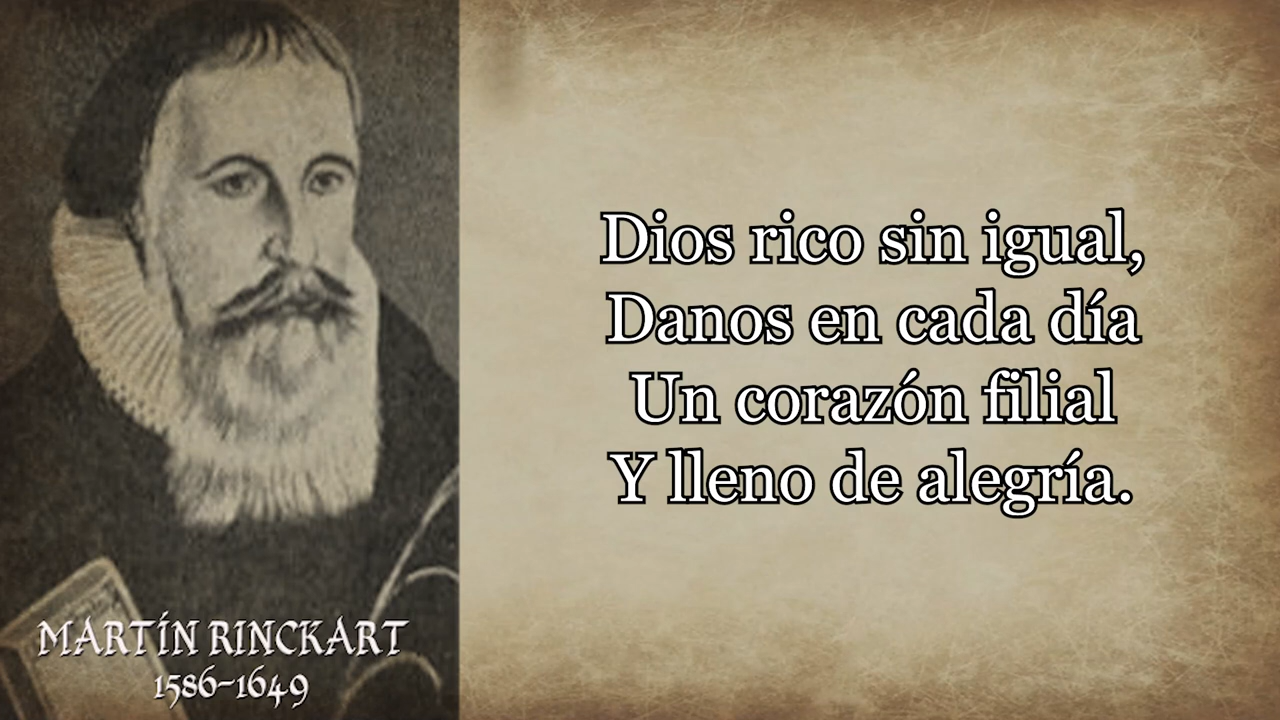 Dios rico sin igual,
Danos en cada día
Un corazón filial
Y lleno de alegría.
MARTÍN RINCKART
1586-1649